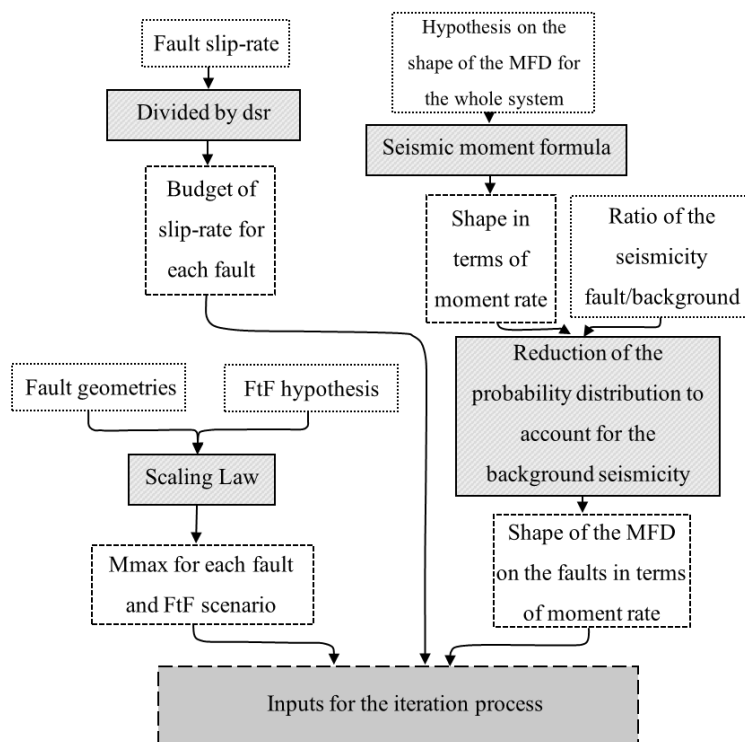 Fault slip-rate
Divided by dsr
Budget of
slip-rate for
each fault
Hypothesis on the
shape of the MFD for
the whole system
Seismic moment formula
Shape in
terms of
moment rate
Ratio of the
seismicity
fault/background
Reduction of the
probability distribution to
account for the
background seismicity
Fault geometries
FtF hypothesis
Scaling Law
Mmax for each fault
and FtF scenario
Shape of the MFD
on the faults in terms
of moment rate
Inputs for the iteration process